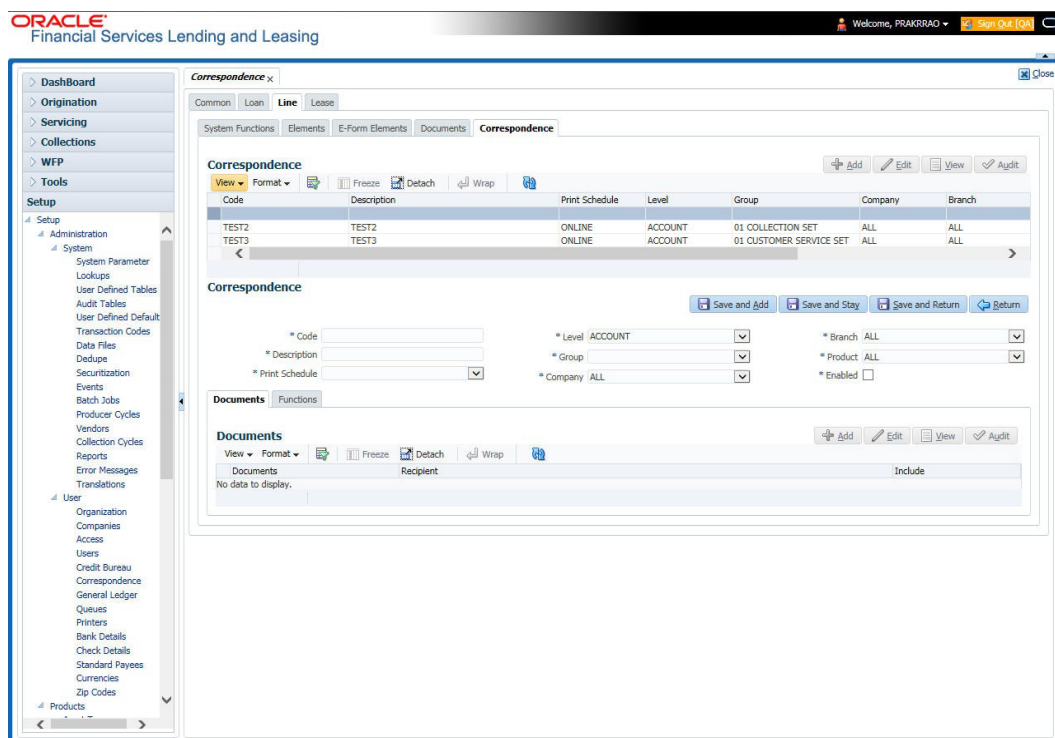 ORACLE®
Financial Services Lending and Leasing
Welcome, PRAKRRAO
Sign Out [QA]
Close
DashBoard
Origination
Servicing
Collections
WFP
Tools
Setup
Setup
Administration
System
System Parameter
Lookups
User Defined Tables
Audit Tables
User Defined Default
Transaction Codes
Data Files
Dedupe
Securitization
Events
Batch Jobs
Producer Cycles
Vendors
Collection Cycles
Reports
Error Messages
Translations
User
Organization
Companies
Access
Users
Credit Bureau
Correspondence
General Ledger
Queues
Printers
Bank Details
Check Details
Standard Payees
Currencies
Zip Codes
Products
Correspondence x
Common Loan Line Lease
System Functions Elements E-Form Elements Documents Correspondence
Correspondence
Add Edit View Audit
View Format Freeze Detach Wrap
Code Description Print Schedule Level Group Company Branch
TEST2 TEST2 ONLINE ACCOUNT 01 COLLECTION SET ALL ALL
TEST3 TEST3 ONLINE ACCOUNT 01 CUSTOMER SERVICE SET ALL ALL
Correspondence
Save and Add Save and Stay Save and Return Return
* Code * Level ACCOUNT * Branch ALL
* Description * Group * Product ALL
* Print Schedule * Company ALL * Enabled
Documents Functions
Documents
Add Edit View Audit
View Format Freeze Detach Wrap
Documents Recipient Include
No data to display.